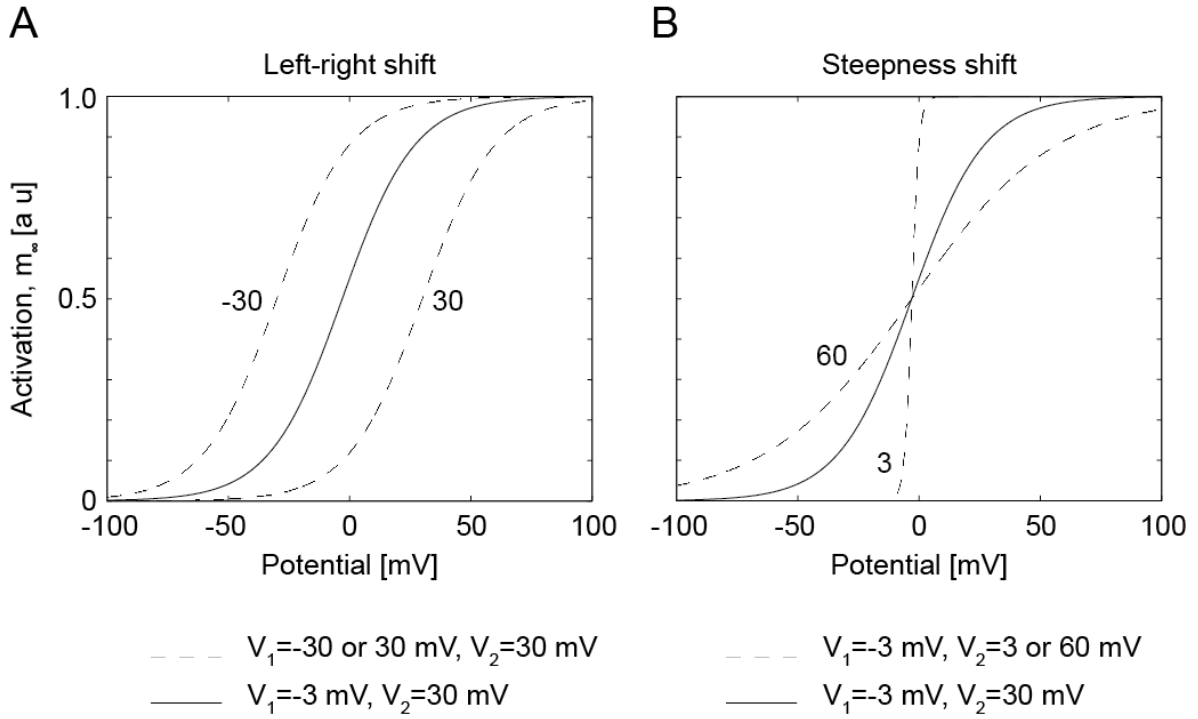 A
Left-right shift
1.0
0.5
0
Activation, m∞ [a u]
-30
30
-100
-50
0
50
100
Potential [mV]
V₁=-30 or 30 mV, V₂=30 mV
V₁=-3 mV, V₂=30 mV
B
Steepness shift
60
3
-100
-50
0
50
100
Potential [mV]
V₁=-3 mV, V₂=3 or 60 mV
V₁=-3 mV, V₂=30 mV